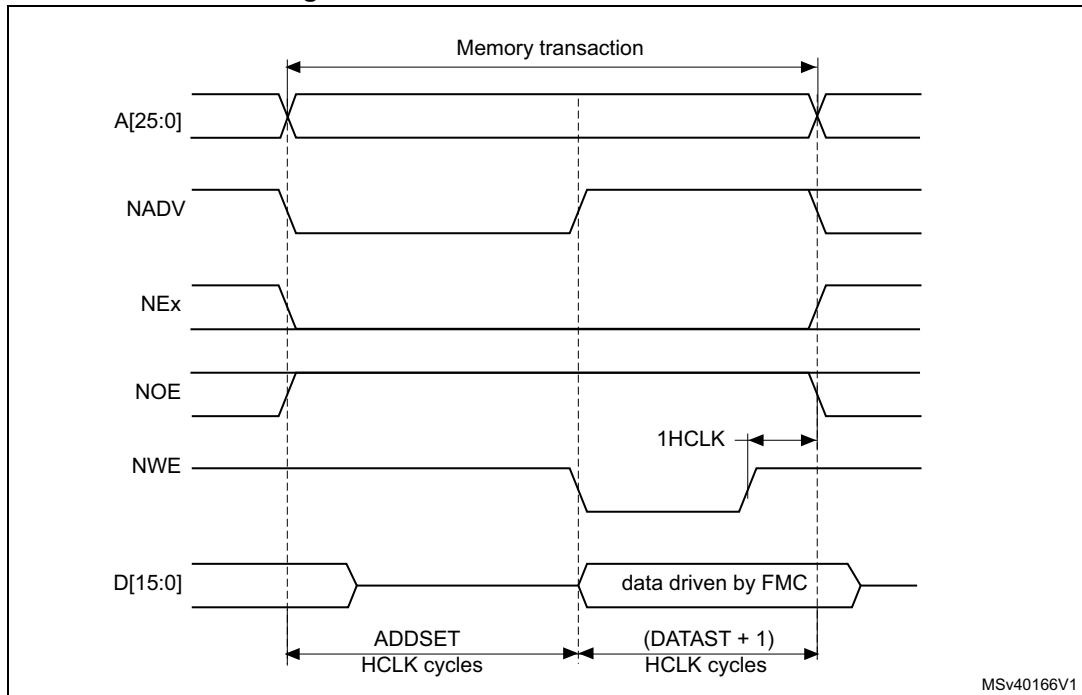 Memory transaction
A[25:0]
NADV
NEx
NOE
1HCLK
NWE
D[15:0]
data driven by FMC
ADDSET
HCLK cycles
(DATAST + 1)
HCLK cycles
MSv40166V1